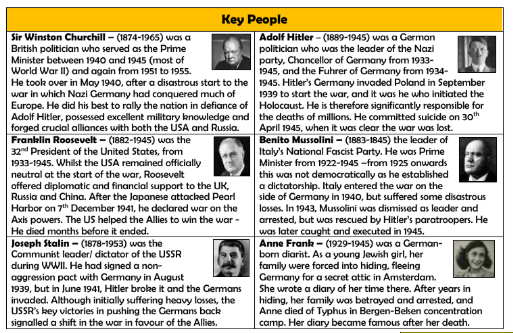 Key People
Sir Winston Churchill – (1874-1965) was a
British politician who served as the Prime
Minister between 1940 and 1945 (most of
World War II) and again from 1951 to 1955.
He took over in May 1940, after a disastrous start to the
war in which Nazi Germany had conquered much of
Europe. He did his best to rally the nation in defiance of
Adolf Hitler, possessed excellent military knowledge and
forged crucial alliances with both the USA and Russia.
Adolf Hitler – (1889-1945) was a German
politician who was the leader of the Nazi
party, Chancellor of Germany from 1933-
1945, and the Fuhrer of Germany from 1934-
1945. Hitler's Germany invaded Poland in September
1939 to start the war, and it was he who initiated the
Holocaust. He is therefore significantly responsible for
the deaths of millions. He committed suicide on 30th
April 1945, when it was clear the war was lost.
Franklin Roosevelt – (1882-1945) was the
32nd President of the United States, from
1933-1945. Whilst the USA remained officially
neutral at the start of the war, Roosevelt
offered diplomatic and financial support to the UK,
Russia and China. After the Japanese attacked Pearl
Harbor on 7th December 1941, he declared war on the
Axis powers. The US helped the Allies to win the war –
He died months before it ended.
Benito Mussolini – (1883-1845) the leader of
Italy's National Fascist Party. He was Prime
Minister from 1922-1945 –from 1925 onwards
this was not democratically as he established
a dictatorship. Italy entered the war on the
side of Germany in 1940, but suffered some disastrous
losses. In 1943, Mussolini was dismissed as leader and
arrested, but was rescued by Hitler's paratroopers. He
was later caught and executed in 1945.
Joseph Stalin – (1878-1953) was the
Communist leader/ dictator of the USSR
during WWII. He had signed a non-
aggression pact with Germany in August
1939, but in June 1941, Hitler broke it and the Germans
invaded. Although initially suffering heavy losses, the
USSR's key victories in pushing the Germans back
signalled a shift in the war in favour of the Allies.
Anne Frank – (1929-1945) was a German-
born diarist. As a young Jewish girl, her
family were forced into hiding, fleeing
Germany for a secret attic in Amsterdam.
She wrote a diary of her time there. After years in
hiding, her family was betrayed and arrested, and
Anne died of Typhus in Bergen-Belsen concentration
camp. Her diary became famous after her death.